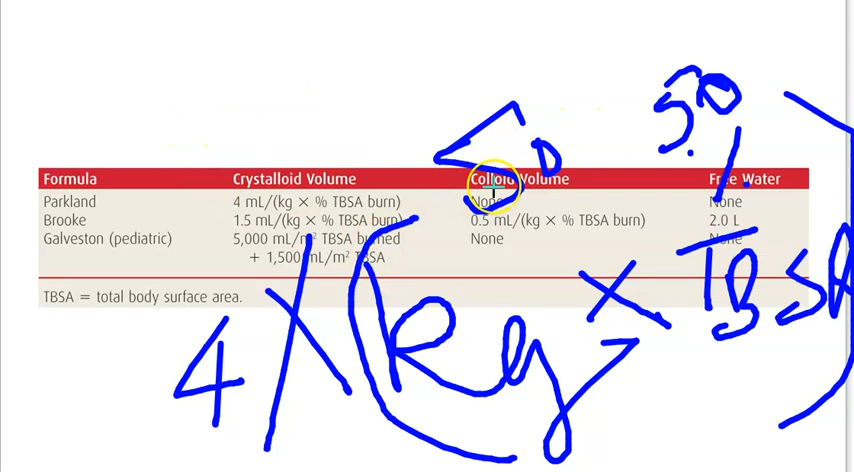 50
50
%
Formula Crystalloid Volume Colloid Volume Free Water
Parkland 4 mL/(kg × % TBSA burn) None None
Brooke 1.5 mL/(kg × % TBSA burn) 0.5 mL/(kg × % TBSA burn) 2.0 L
Galveston (pediatric) 5,000 mL/m² TBSA burned None None
+ 1,500 mL/m² TBSA
TBSA = total body surface area.
4 × (kg × TBSA)